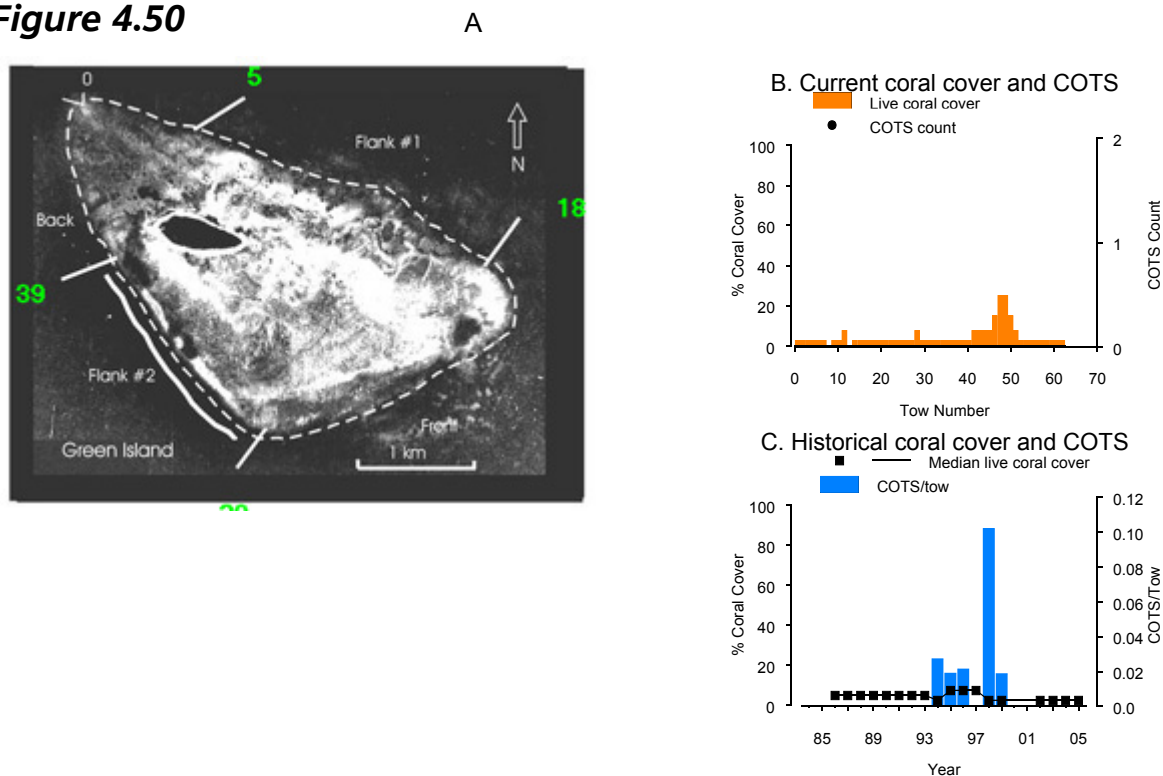 Figure 4.50
A
0
5
Flank #1
N
18
Back
39
Flank #2
Front
Green Island
1 km
B. Current coral cover and COTS
Live coral cover
COTS count
100
80
60
40
20
0
% Coral Cover
2
1
0
COTS Count
0 10 20 30 40 50 60 70
Tow Number
C. Historical coral cover and COTS
Median live coral cover
COTS/tow
100
80
60
40
20
0
% Coral Cover
0.12
0.10
0.08
0.06
0.04
0.02
0.0
COTS/Tow
85 89 93 97 01 05
Year